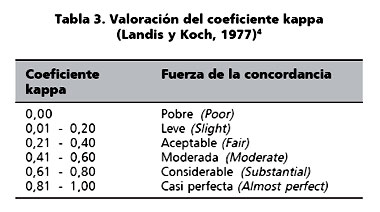 Tabla 3. Valoración del coeficiente kappa
(Landis y Koch, 1977)⁴
Coeficiente kappa Fuerza de la concordancia
0,00 Pobre (Poor)
0,01 - 0,20 Leve (Slight)
0,21 - 0,40 Aceptable (Fair)
0,41 - 0,60 Moderada (Moderate)
0,61 - 0,80 Considerable (Substantial)
0,81 - 1,00 Casi perfecta (Almost perfect)